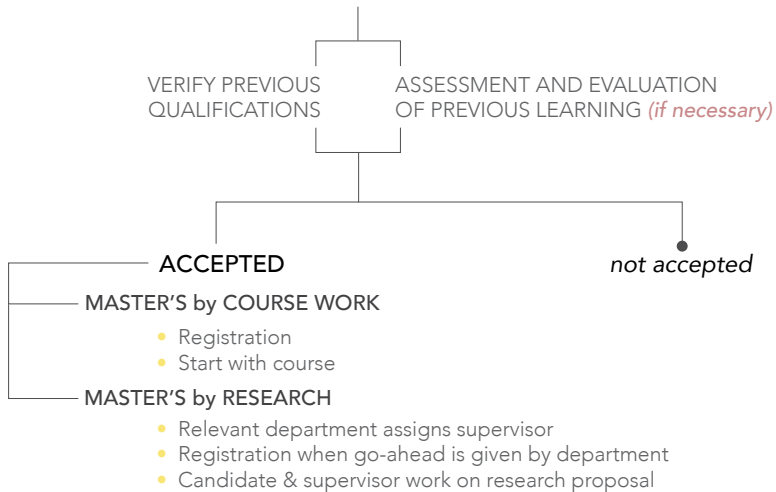 VERIFY PREVIOUS
QUALIFICATIONS
ASSESSMENT AND EVALUATION
OF PREVIOUS LEARNING (if necessary)
ACCEPTED
not accepted
MASTER'S by COURSE WORK
• Registration
• Start with course
MASTER'S by RESEARCH
• Relevant department assigns supervisor
• Registration when go-ahead is given by department
• Candidate & supervisor work on research proposal